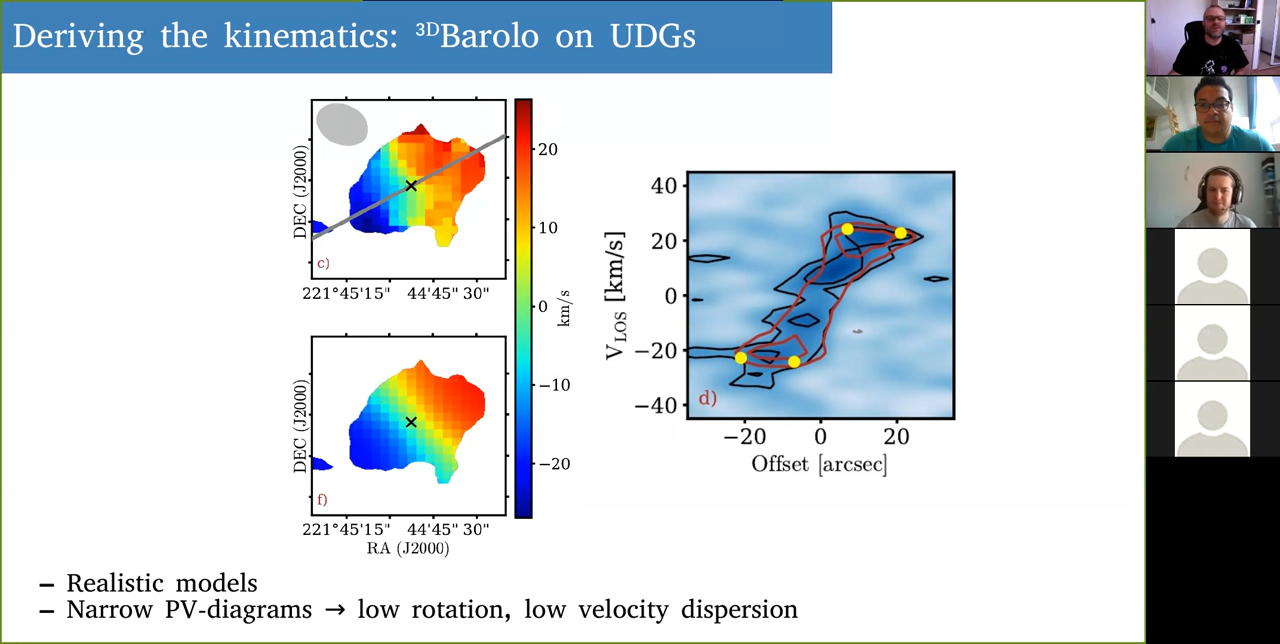 Deriving the kinematics: ³ᴰBarolo on UDGs
DEC (J2000)
c)
221°45'15" 44'45" 30"
DEC (J2000)
f)
221°45'15" 44'45" 30"
RA (J2000)
20
10
0
−10
−20
km/s
40
20
0
−20
−40
V_LOS [km/s]
d)
−20 0 20
Offset [arcsec]
– Realistic models
– Narrow PV-diagrams → low rotation, low velocity dispersion